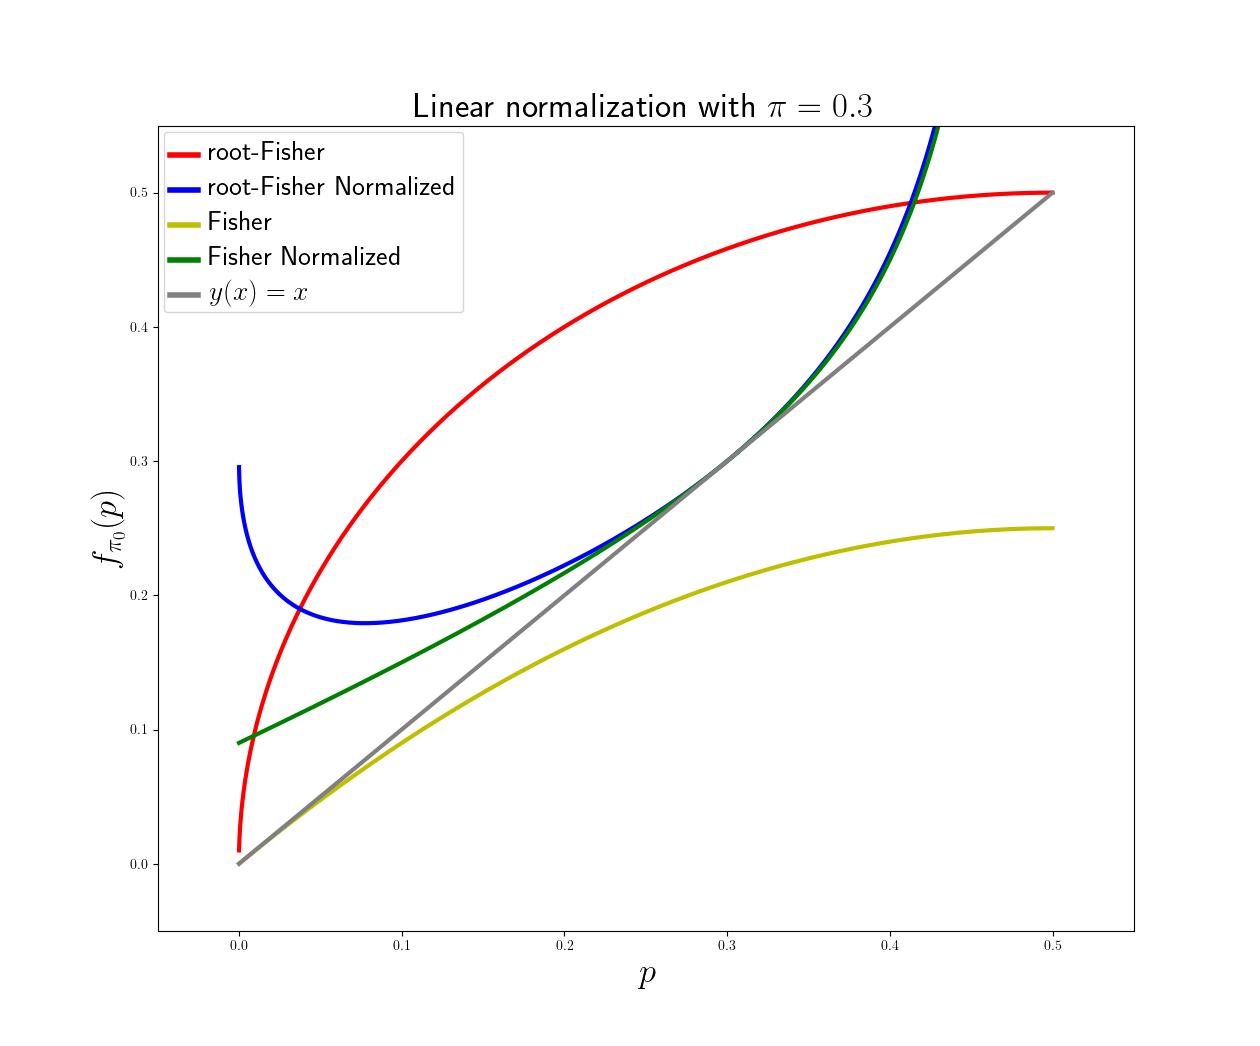 Linear normalization with π = 0.3
root-Fisher
root-Fisher Normalized
Fisher
Fisher Normalized
y(x) = x
0.5
0.4
0.3
0.2
0.1
0.0
f_{π_0}(p)
0.0 0.1 0.2 0.3 0.4 0.5
p